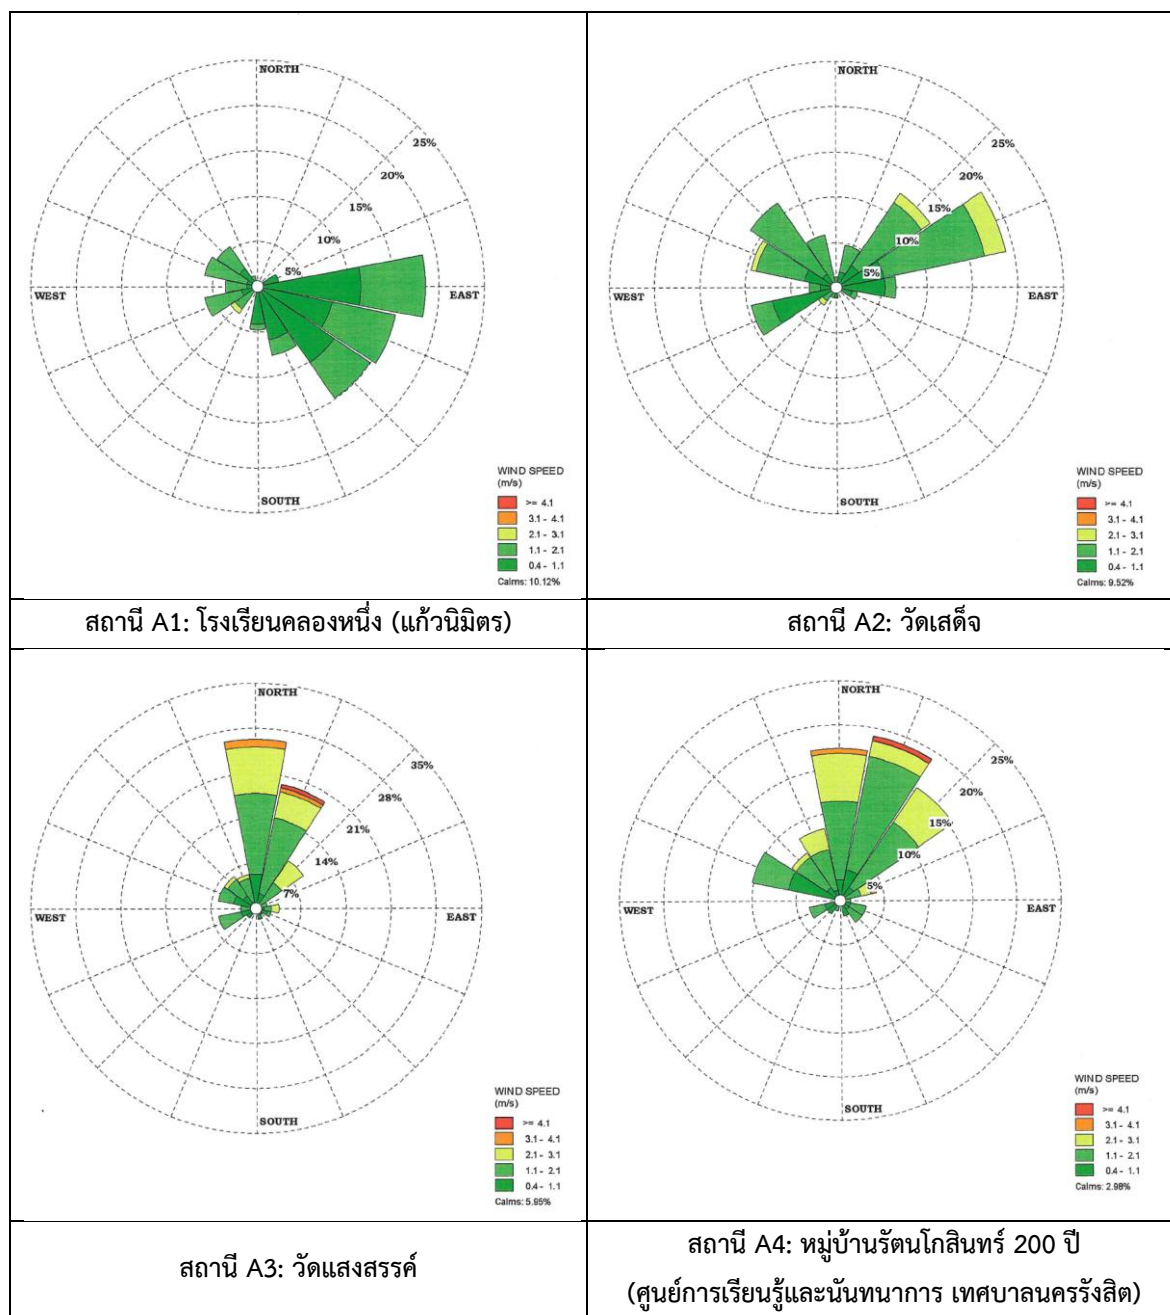 NORTH
25%
20%
15%
10%
5%
WEST
EAST
SOUTH
WIND SPEED
(m/s)
>= 4.1
3.1 - 4.1
2.1 - 3.1
1.1 - 2.1
0.4 - 1.1
Calms: 10.12%
NORTH
25%
20%
15%
10%
5%
WEST
EAST
SOUTH
WIND SPEED
(m/s)
>= 4.1
3.1 - 4.1
2.1 - 3.1
1.1 - 2.1
0.4 - 1.1
Calms: 9.52%
สถานี A1: โรงเรียนคลองหนึ่ง (แก้วนิมิตร)
สถานี A2: วัดเสด็จ
NORTH
35%
28%
21%
14%
7%
WEST
EAST
SOUTH
WIND SPEED
(m/s)
>= 4.1
3.1 - 4.1
2.1 - 3.1
1.1 - 2.1
0.4 - 1.1
Calms: 5.95%
NORTH
25%
20%
15%
10%
5%
WEST
EAST
SOUTH
WIND SPEED
(m/s)
>= 4.1
3.1 - 4.1
2.1 - 3.1
1.1 - 2.1
0.4 - 1.1
Calms: 2.98%
สถานี A3: วัดแสงสรรค์
สถานี A4: หมู่บ้านรัตนโกสินทร์ 200 ปี
(ศูนย์การเรียนรู้และนันทนาการ เทศบาลนครรังสิต)